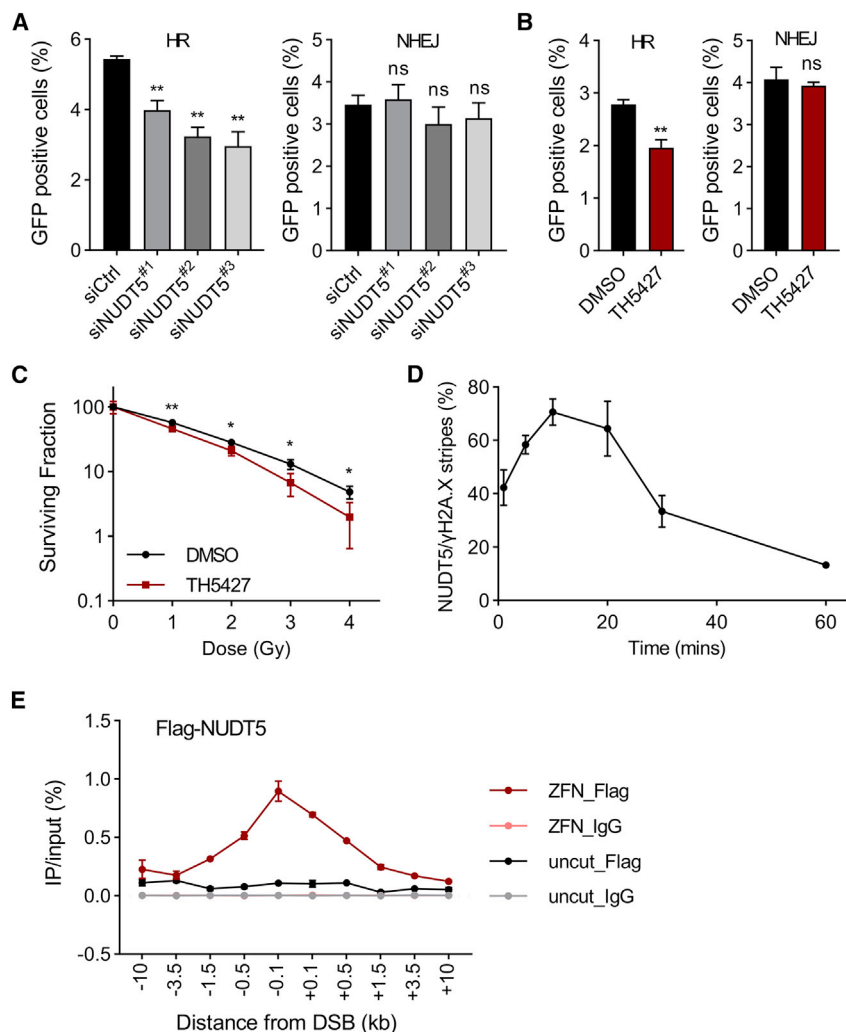 A
HR
GFP positive cells (%)
8
6
4
2
0
**
**
**
siCtrl
siNUDT5#1
siNUDT5#2
siNUDT5#3
NHEJ
GFP positive cells (%)
5
4
3
2
1
0
ns
ns
ns
siCtrl
siNUDT5#1
siNUDT5#2
siNUDT5#3
B
HR
GFP positive cells (%)
4
3
2
1
0
**
DMSO
TH5427
NHEJ
GFP positive cells (%)
5
4
3
2
1
0
ns
DMSO
TH5427
C
Surviving Fraction
100
10
1
0.1
**
*
*
*
DMSO
TH5427
0 1 2 3 4
Dose (Gy)
D
NUDT5/γH2A.X stripes (%)
80
60
40
20
0
0 20 40 60
Time (mins)
E
Flag-NUDT5
IP/input (%)
1.5
1.0
0.5
0.0
-0.5
-10
-3.5
-1.5
-0.5
-0.1
+0.1
+0.5
+1.5
+3.5
+10
Distance from DSB (kb)
ZFN_Flag
ZFN_IgG
uncut_Flag
uncut_IgG